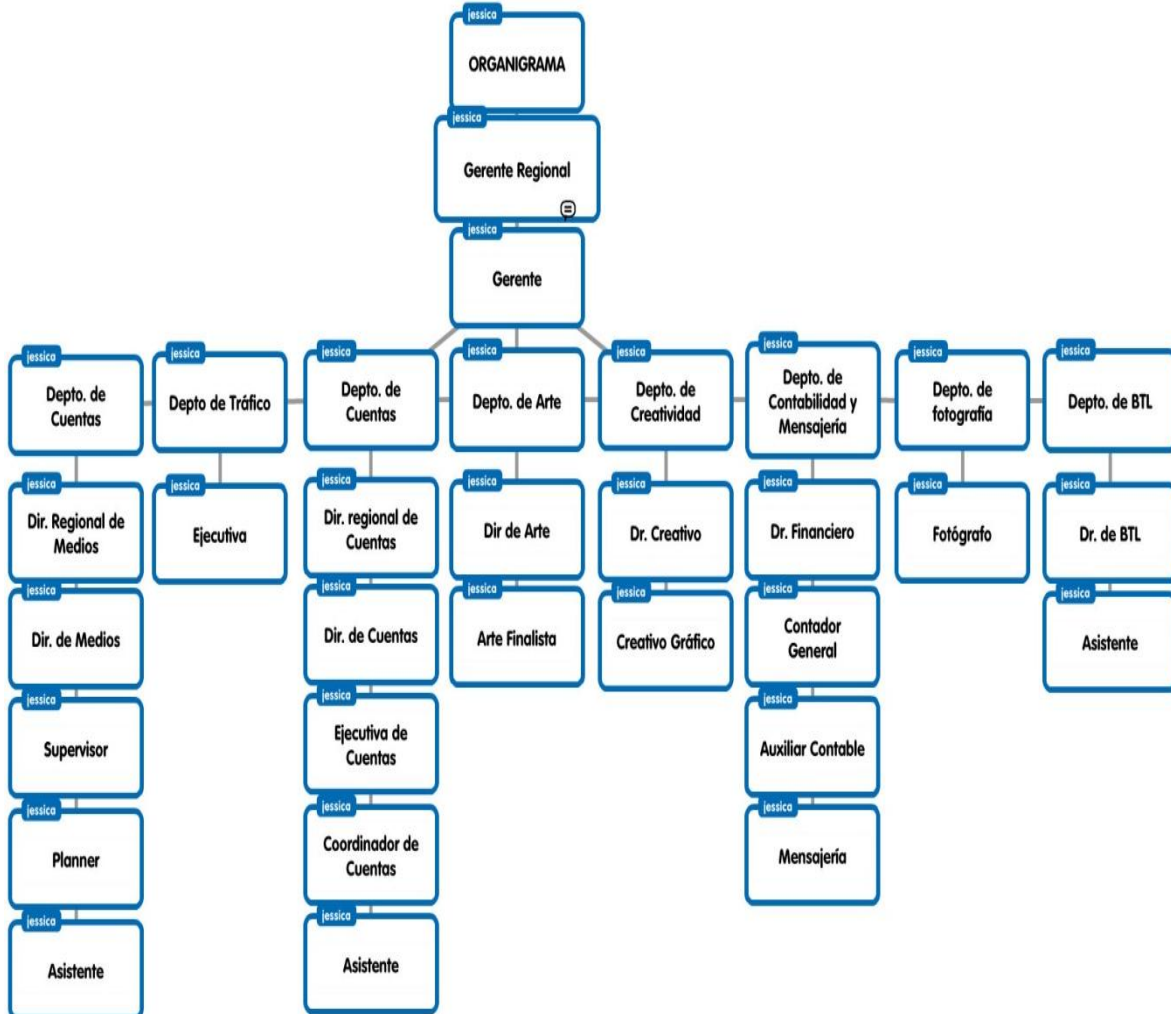 jessica
ORGANIGRAMA
jessica
Gerente Regional
jessica
Gerente
jessica
Depto. de
Cuentas
jessica
Depto de Tráfico
jessica
Depto. de
Cuentas
jessica
Depto. de Arte
jessica
Depto. de
Creatividad
jessica
Depto. de
Contabilidad y
Mensajería
jessica
Depto. de
fotografía
jessica
Depto. de BTL
jessica
Dir. Regional de
Medios
jessica
Ejecutiva
jessica
Dir. regional de
Cuentas
jessica
Dir de Arte
jessica
Dr. Creativo
jessica
Dr. Financiero
jessica
Fotógrafo
jessica
Dr. de BTL
jessica
Dir. de Medios
jessica
Dir. de Cuentas
jessica
Arte Finalista
jessica
Creativo Gráfico
jessica
Contador
General
jessica
Asistente
jessica
Supervisor
jessica
Ejecutiva de
Cuentas
jessica
Auxiliar Contable
jessica
Planner
jessica
Coordinador de
Cuentas
jessica
Mensajería
jessica
Asistente
jessica
Asistente